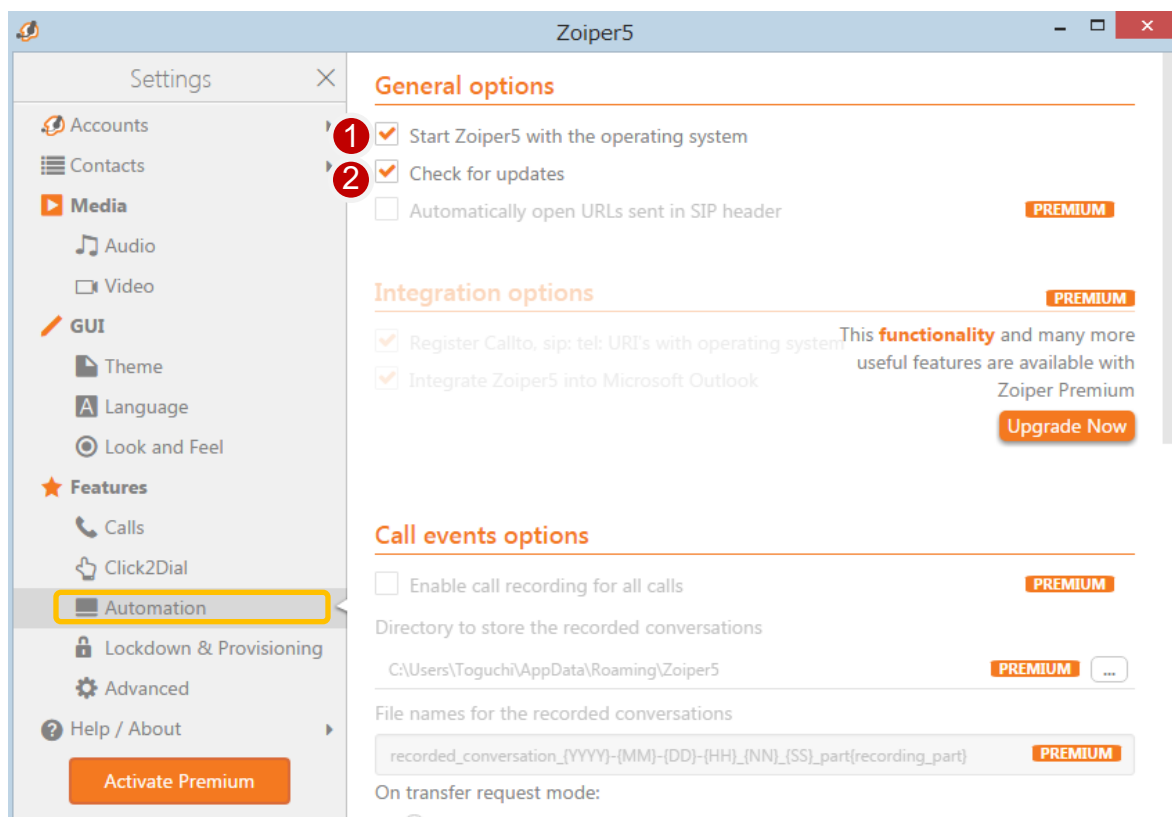 Zoiper5
Settings
Accounts
Contacts
Media
Audio
Video
GUI
Theme
A Language
Look and Feel
Features
Calls
Click2Dial
Automation
Lockdown & Provisioning
Advanced
? Help / About
Activate Premium
General options
1 Start Zoiper5 with the operating system
2 Check for updates
Automatically open URLs sent in SIP header PREMIUM
Integration options PREMIUM
Register Callto, sip: tel: URI's with operating system
Integrate Zoiper5 into Microsoft Outlook
This functionality and many more
useful features are available with
Zoiper Premium
Upgrade Now
Call events options
Enable call recording for all calls PREMIUM
Directory to store the recorded conversations
C:\Users\Toguchi\AppData\Roaming\Zoiper5 PREMIUM ...
File names for the recorded conversations
recorded_conversation_{YYYY}-{MM}-{DD}-{HH}_{NN}_{SS}_part{recording_part} PREMIUM
On transfer request mode: